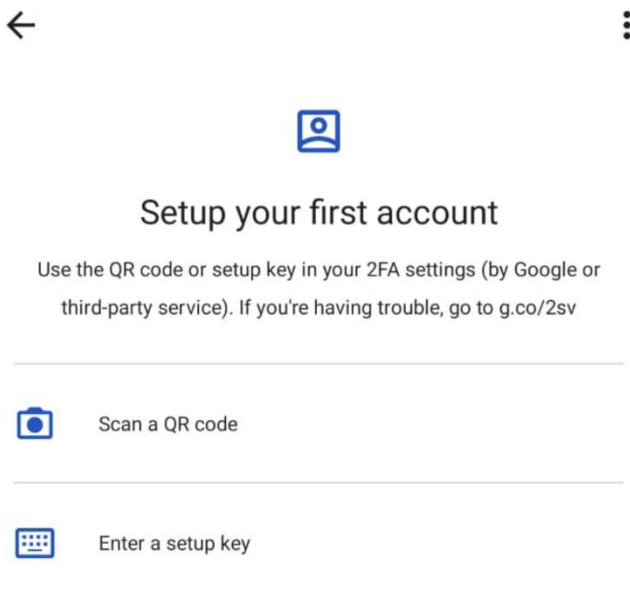 Setup your first account
Use the QR code or setup key in your 2FA settings (by Google or
third-party service). If you're having trouble, go to g.co/2sv
Scan a QR code
Enter a setup key